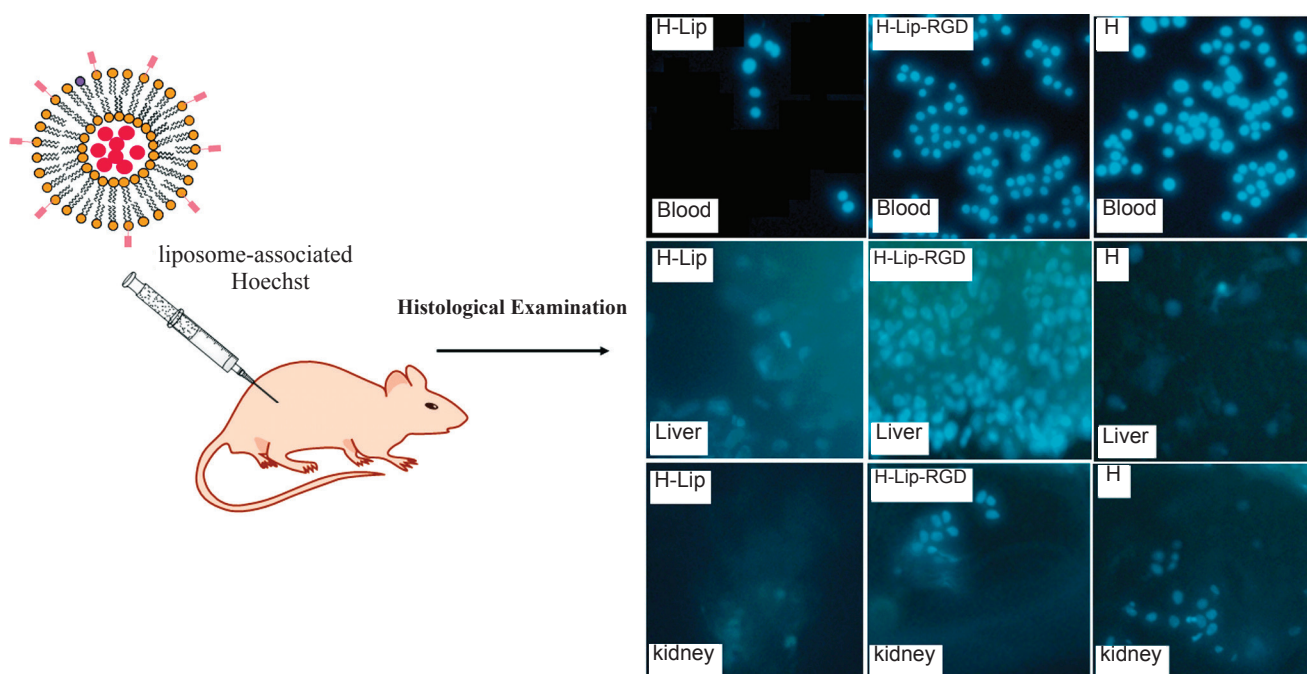 liposome-associated
Hoechst
Histological Examination
H-Lip
H-Lip-RGD
H
Blood
Blood
Blood
H-Lip
H-Lip-RGD
H
Liver
Liver
Liver
H-Lip
H-Lip-RGD
H
kidney
kidney
kidney